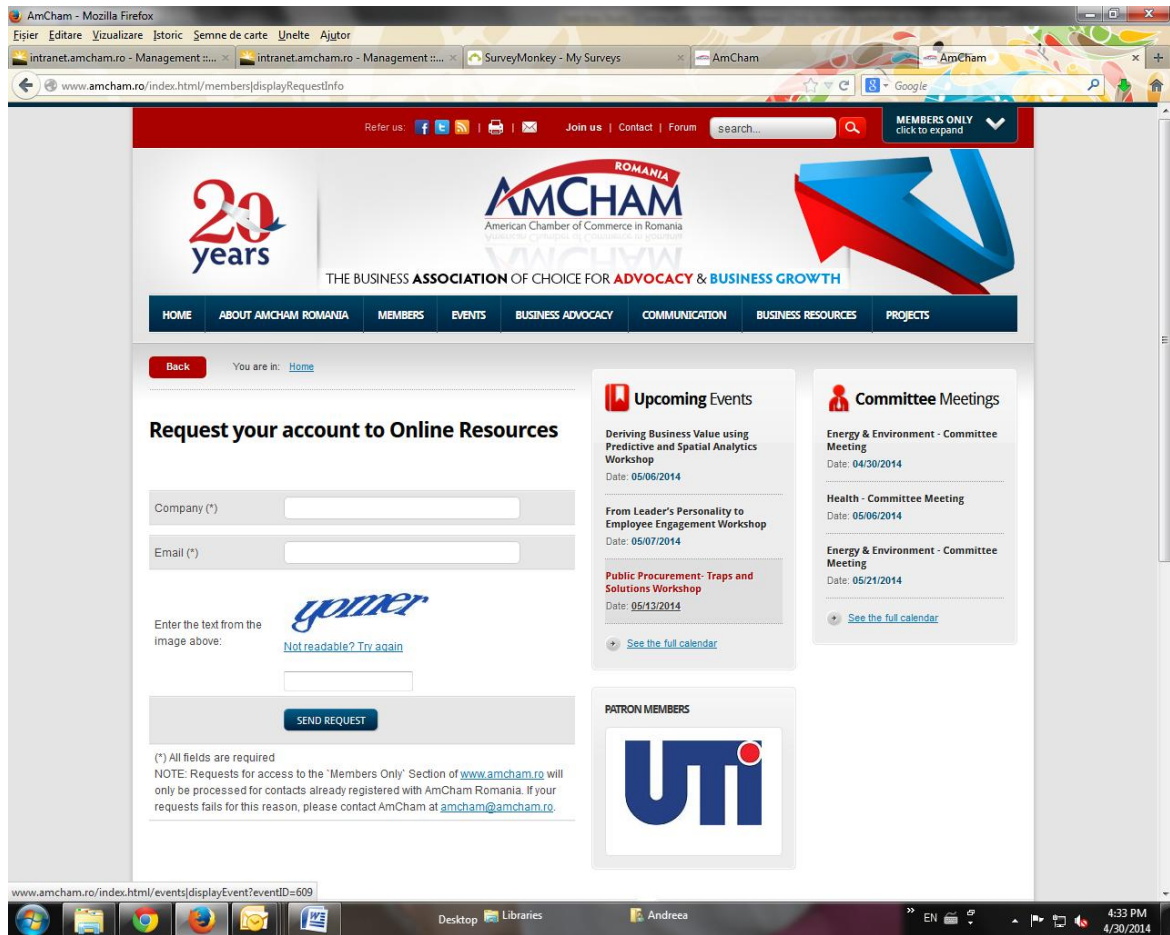 AmCham - Mozilla Firefox
Fișier Editare Vizualizare Istoric Semne de carte Unelte Ajutor
intranet.amcham.ro - Management ::...
intranet.amcham.ro - Management ::...
SurveyMonkey - My Surveys
AmCham
AmCham
www.amcham.ro/index.html/members|displayRequestInfo
Google
Refer us:
Join us | Contact | Forum
search...
MEMBERS ONLY
click to expand
20
years
ROMANIA
AMCHAM
American Chamber of Commerce in Romania
THE BUSINESS ASSOCIATION OF CHOICE FOR ADVOCACY & BUSINESS GROWTH
HOME ABOUT AMCHAM ROMANIA MEMBERS EVENTS BUSINESS ADVOCACY COMMUNICATION BUSINESS RESOURCES PROJECTS
Back
You are in: Home
Request your account to Online Resources
Company (*)
Email (*)
yomer
Enter the text from the
image above:
Not readable? Try again
SEND REQUEST
(*) All fields are required
NOTE: Requests for access to the `Members Only` Section of www.amcham.ro will
only be processed for contacts already registered with AmCham Romania. If your
requests fails for this reason, please contact AmCham at amcham@amcham.ro.
Upcoming Events
Deriving Business Value using
Predictive and Spatial Analytics
Workshop
Date: 05/06/2014
From Leader's Personality to
Employee Engagement Workshop
Date: 05/07/2014
Public Procurement- Traps and
Solutions Workshop
Date: 05/13/2014
See the full calendar
PATRON MEMBERS
UTI
Committee Meetings
Energy & Environment - Committee
Meeting
Date: 04/30/2014
Health - Committee Meeting
Date: 05/06/2014
Energy & Environment - Committee
Meeting
Date: 05/21/2014
See the full calendar
www.amcham.ro/index.html/events|displayEvent?eventID=609
Desktop
Libraries
Andreea
EN
4:33 PM
4/30/2014